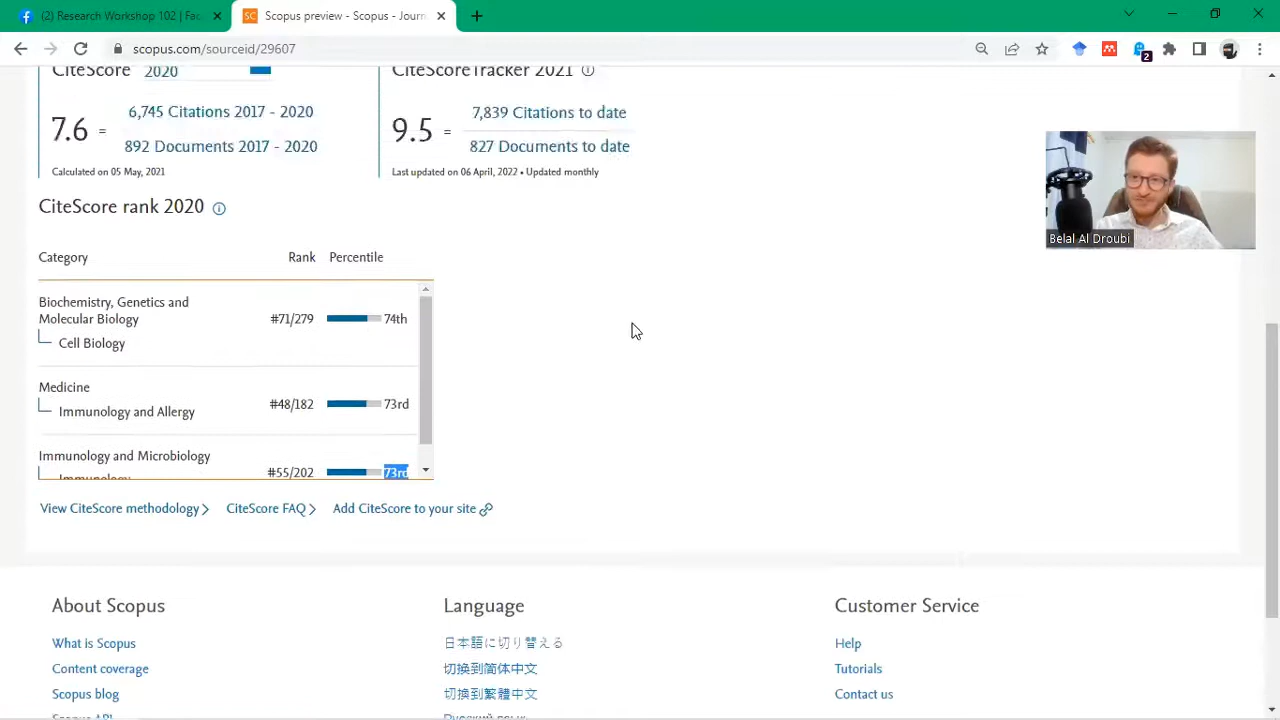 (2) Research Workshop 102 | Fac
Scopus preview - Scopus - Journ
scopus.com/sourceid/29607
2
CiteScore 2020
7.6 =
6,745 Citations 2017 - 2020
892 Documents 2017 - 2020
Calculated on 05 May, 2021
CiteScoreTracker 2021
9.5 =
7,839 Citations to date
827 Documents to date
Last updated on 06 April, 2022 • Updated monthly
Belal Al Droubi
CiteScore rank 2020
Category Rank Percentile
Biochemistry, Genetics and
Molecular Biology
#71/279 74th
Cell Biology
Medicine
#48/182 73rd
Immunology and Allergy
Immunology and Microbiology
#55/202 73rd
Immunology
View CiteScore methodology CiteScore FAQ Add CiteScore to your site
About Scopus
What is Scopus
Content coverage
Scopus blog
Scopus API
Language
日本語に切り替える
切换到简体中文
切換到繁體中文
Русский язык
Customer Service
Help
Tutorials
Contact us